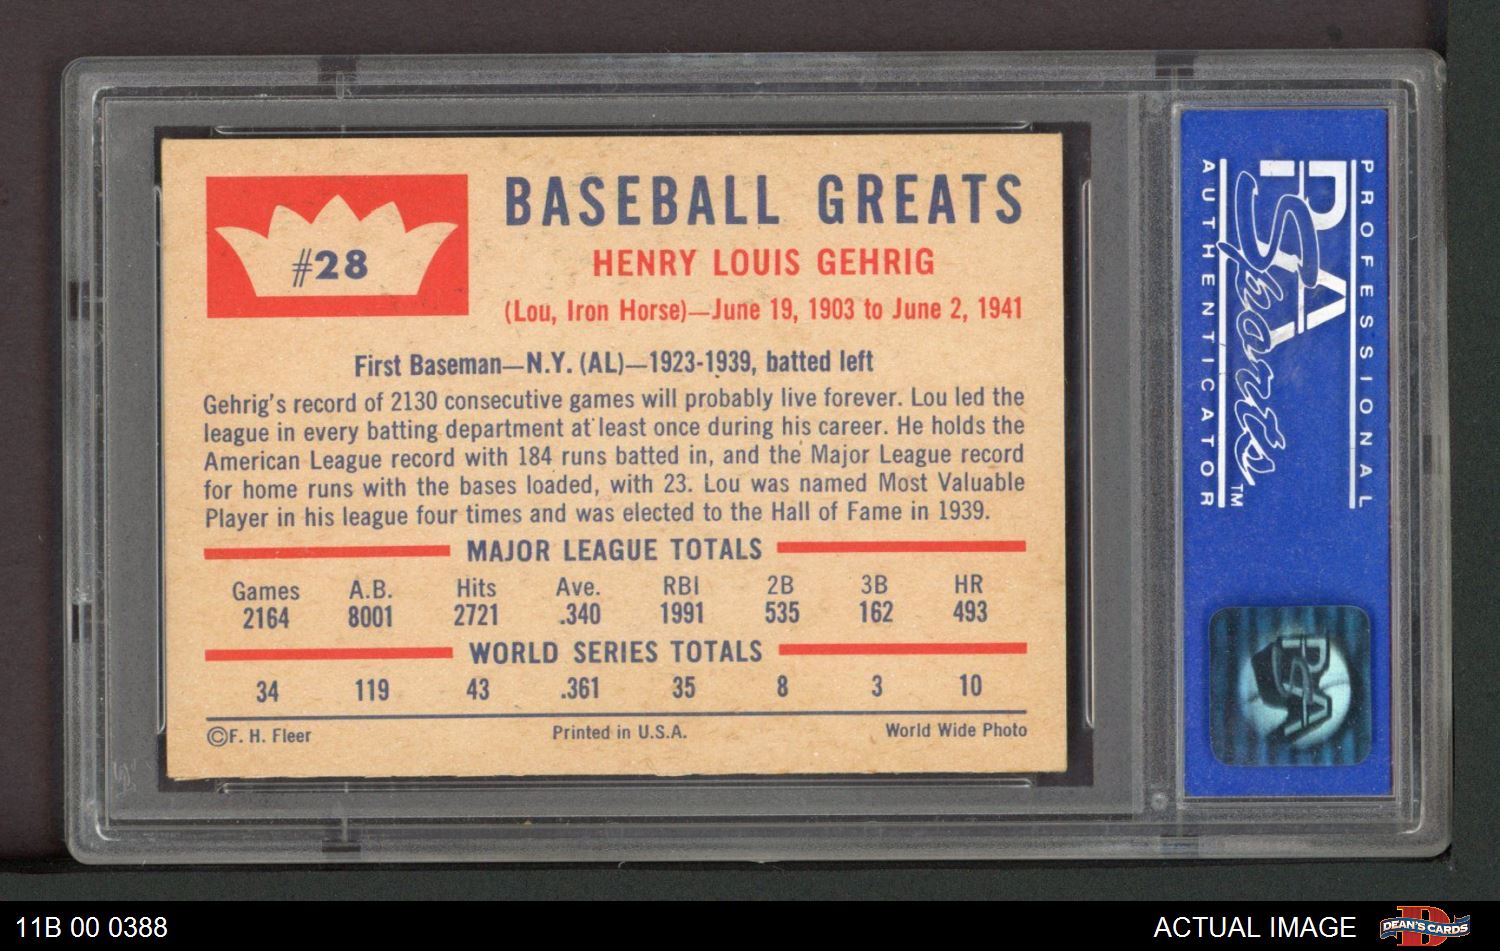 #28
BASEBALL GREATS
HENRY LOUIS GEHRIG
(Lou, Iron Horse)—June 19, 1903 to June 2, 1941
First Baseman—N.Y. (AL)—1923-1939, batted left
Gehrig's record of 2130 consecutive games will probably live forever. Lou led the
league in every batting department at least once during his career. He holds the
American League record with 184 runs batted in, and the Major League record
for home runs with the bases loaded, with 23. Lou was named Most Valuable
Player in his league four times and was elected to the Hall of Fame in 1939.
MAJOR LEAGUE TOTALS
Games A.B. Hits Ave. RBI 2B 3B HR
2164 8001 2721 .340 1991 535 162 493
WORLD SERIES TOTALS
34 119 43 .361 35 8 3 10
©F. H. Fleer Printed in U.S.A. World Wide Photo
PROFESSIONAL
PSA
Sports
AUTHENTICATOR
TM
PSA
11B 00 0388
ACTUAL IMAGE
DEAN'S CARDS